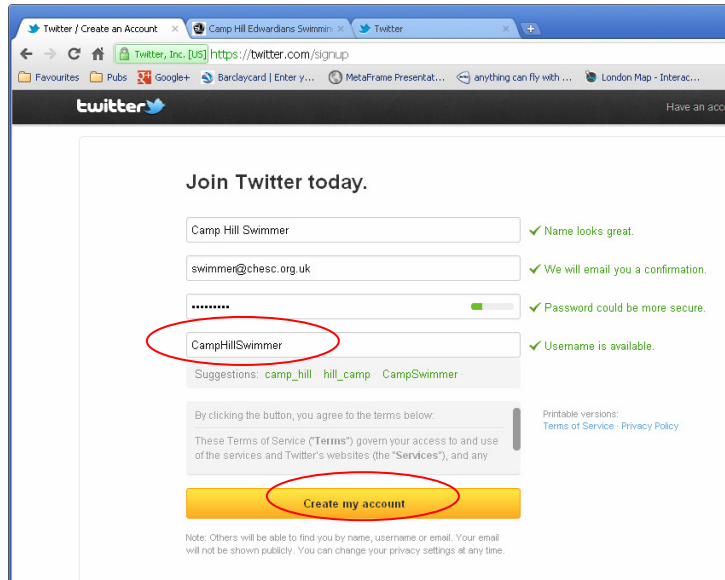 Twitter / Create an Account
Camp Hill Edwardians Swimmin
Twitter
Twitter, Inc. [US] https://twitter.com/signup
Favourites Pubs Google+ Barclaycard | Enter y... MetaFrame Presentat... anything can fly with ... London Map - Interac...
twitter Have an acc
Join Twitter today.
Camp Hill Swimmer Name looks great.
swimmer@chesc.org.uk We will email you a confirmation.
••••••••• Password could be more secure.
CampHillSwimmer Username is available.
Suggestions: camp_hill · hill_camp · CampSwimmer ·
By clicking the button, you agree to the terms below:
These Terms of Service ("Terms") govern your access to and use
of the services and Twitter's websites (the "Services"), and any
Printable versions:
Terms of Service · Privacy Policy
Create my account
Note: Others will be able to find you by name, username or email. Your email
will not be shown publicly. You can change your privacy settings at any time.